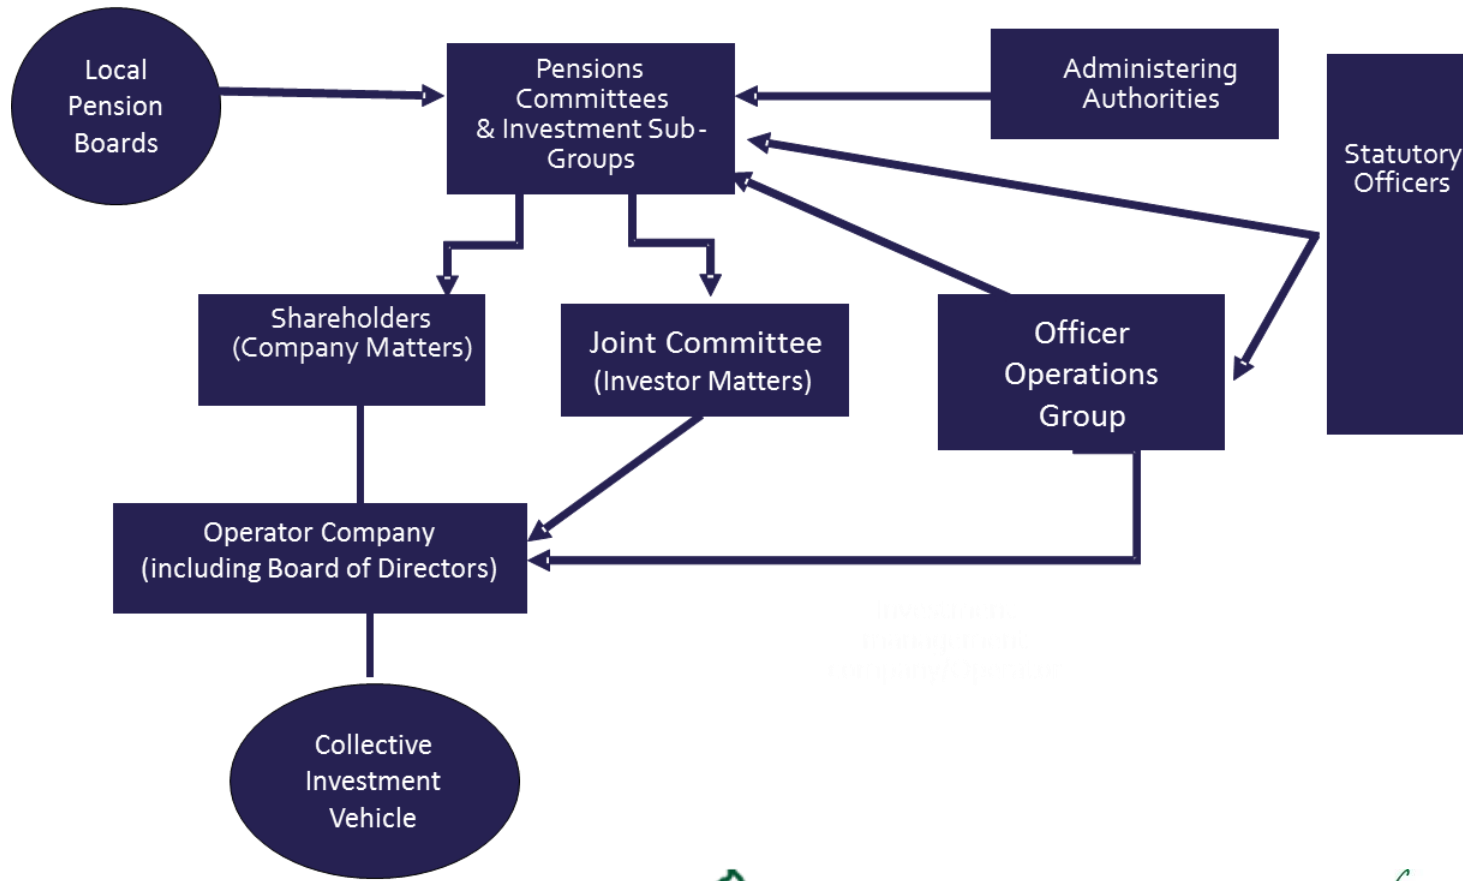 Local
Pension
Boards
Pensions
Committees
& Investment Sub-
Groups
Administering
Authorities
Statutory
Officers
Shareholders
(Company Matters)
Joint Committee
(Investor Matters)
Officer
Operations
Group
Operator Company
(including Board of Directors)
Collective
Investment
Vehicle